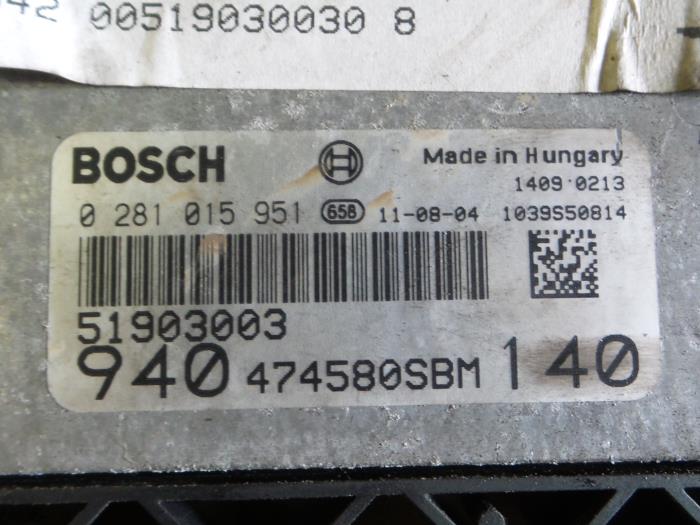 42 00519030030 8
BOSCH Made in Hungary
1409 0213
0 281 015 951 658 11-08-04 1039S50814
51903003
940 474580SBM 140